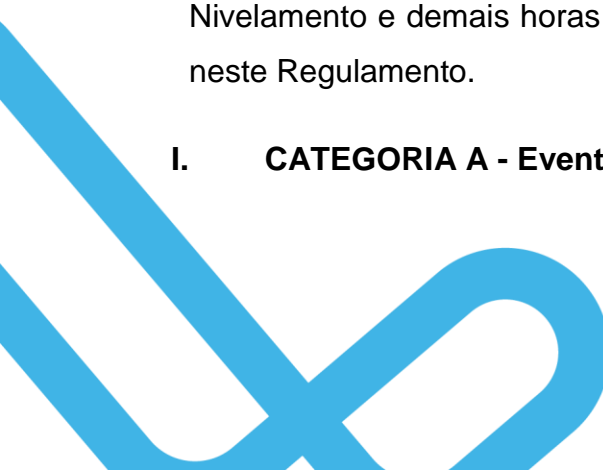 Nivelamento e demais horas
neste Regulamento.
I. CATEGORIA A - Event